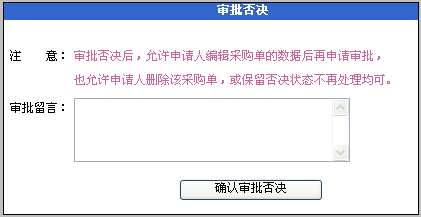 审批否决
注　　意：审批否决后，允许申请人编辑采购单的数据后再申请审批，
也允许申请人删除该采购单，或保留否决状态不再处理均可。
审批留言：
确认审批否决